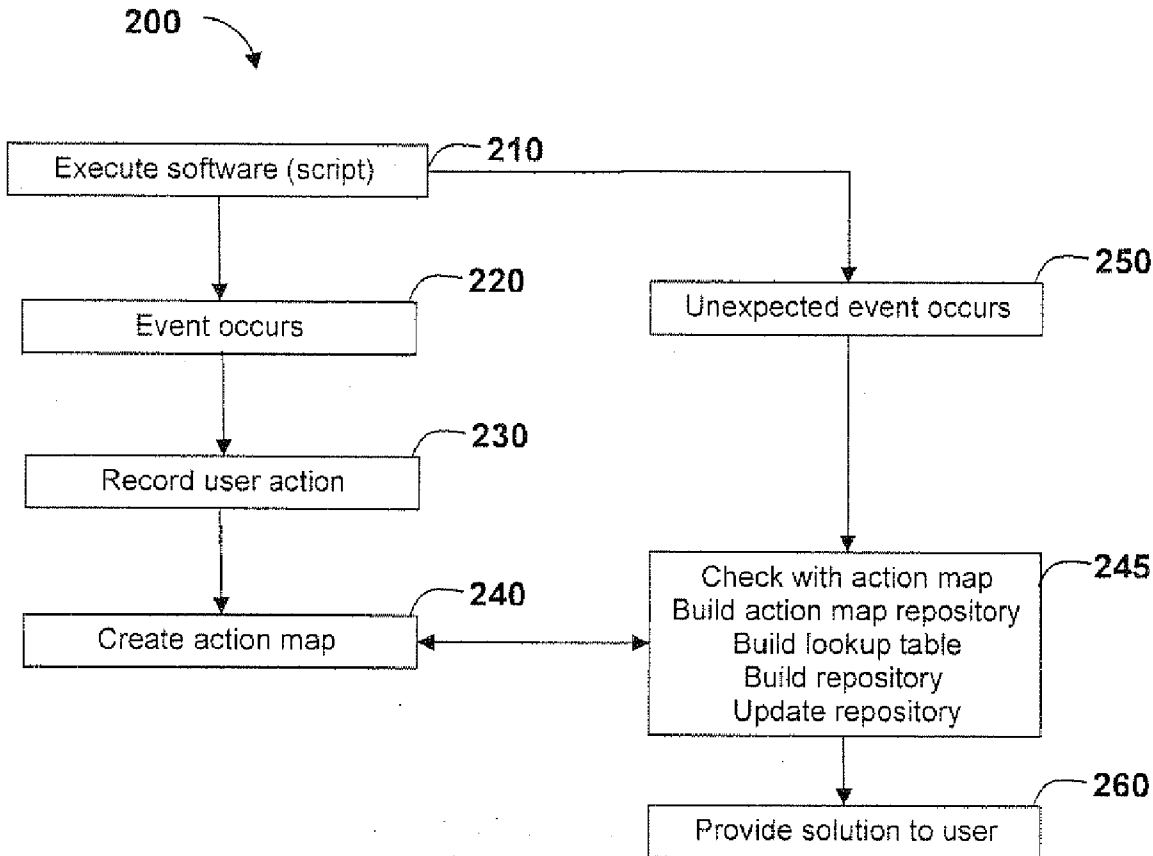 200
Execute software (script)
210
220
Event occurs
250
Unexpected event occurs
230
Record user action
240
Create action map
245
Check with action map
Build action map repository
Build lookup table
Build repository
Update repository
260
Provide solution to user